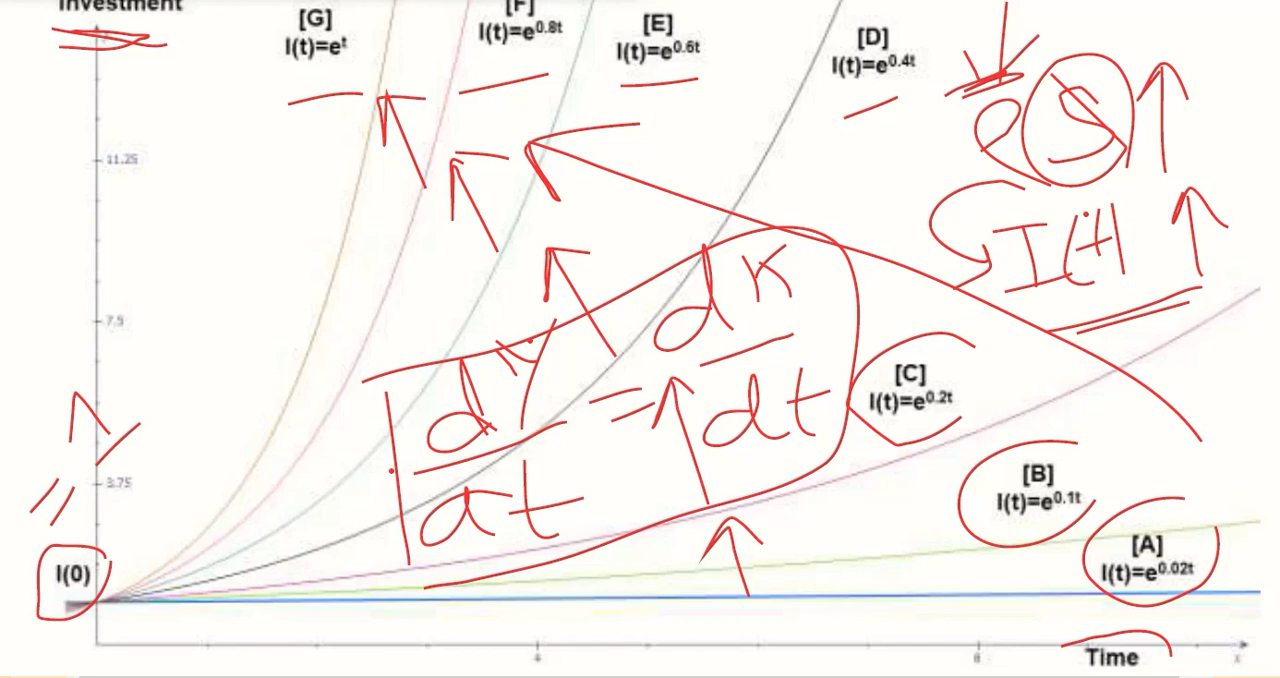 Investment
[G]
I(t)=e^t
[F]
I(t)=e^0.8t
[E]
I(t)=e^0.6t
[D]
I(t)=e^0.4t
11.25
e
I(t)
7.5
dK
dt
=
[C]
I(t)=e^0.2t
3.75
[B]
I(t)=e^0.1t
[A]
I(t)=e^0.02t
I(0)
4
8
Time
x